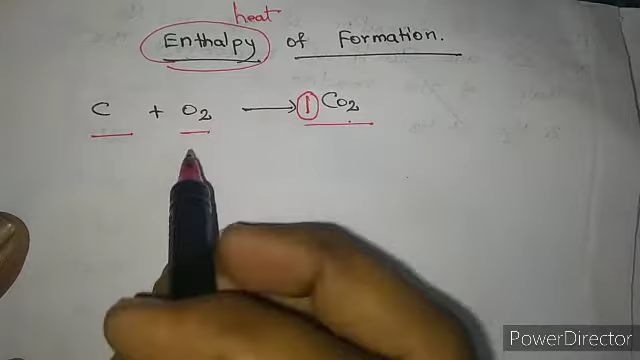 heat
Enthalpy of Formation.
C + O2 ⟶ 1 CO2
PowerDirector